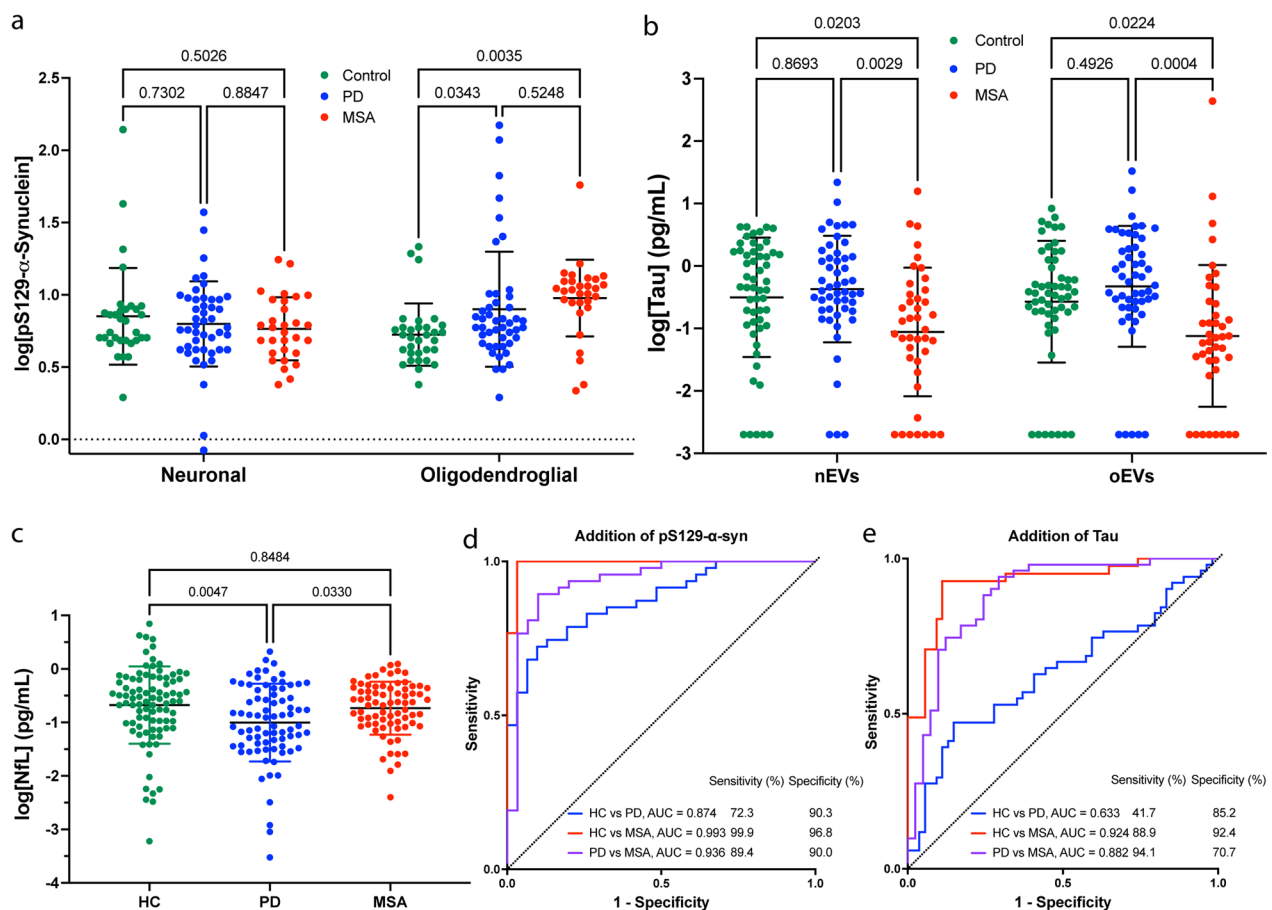 a
0.5026
0.0035
Control
PD
MSA
0.7302
0.8847
0.0343
0.5248
log[pS129-α-Synuclein]
2.5
2.0
1.5
1.0
0.5
0.0
Neuronal
Oligodendroglial
b
0.0203
0.0224
Control
PD
MSA
0.8693
0.0029
0.4926
0.0004
log[Tau] (pg/mL)
3
2
1
-0
-1
-2
-3
nEVs
oEVs
c
0.8484
0.0047
0.0330
log[NfL] (pg/mL)
1
-0
-1
-2
-3
-4
HC
PD
MSA
d
Addition of pS129-α-syn
Sensitivity
1.0
0.5
0.0
Sensitivity (%) Specificity (%)
HC vs PD, AUC = 0.874 72.3 90.3
HC vs MSA, AUC = 0.993 99.9 96.8
PD vs MSA, AUC = 0.936 89.4 90.0
0.0
0.5
1.0
1 - Specificity
e
Addition of Tau
Sensitivity
1.0
0.5
0.0
Sensitivity (%) Specificity (%)
HC vs PD, AUC = 0.633 41.7 85.2
HC vs MSA, AUC = 0.924 88.9 92.4
PD vs MSA, AUC = 0.882 94.1 70.7
0.0
0.5
1.0
1 - Specificity